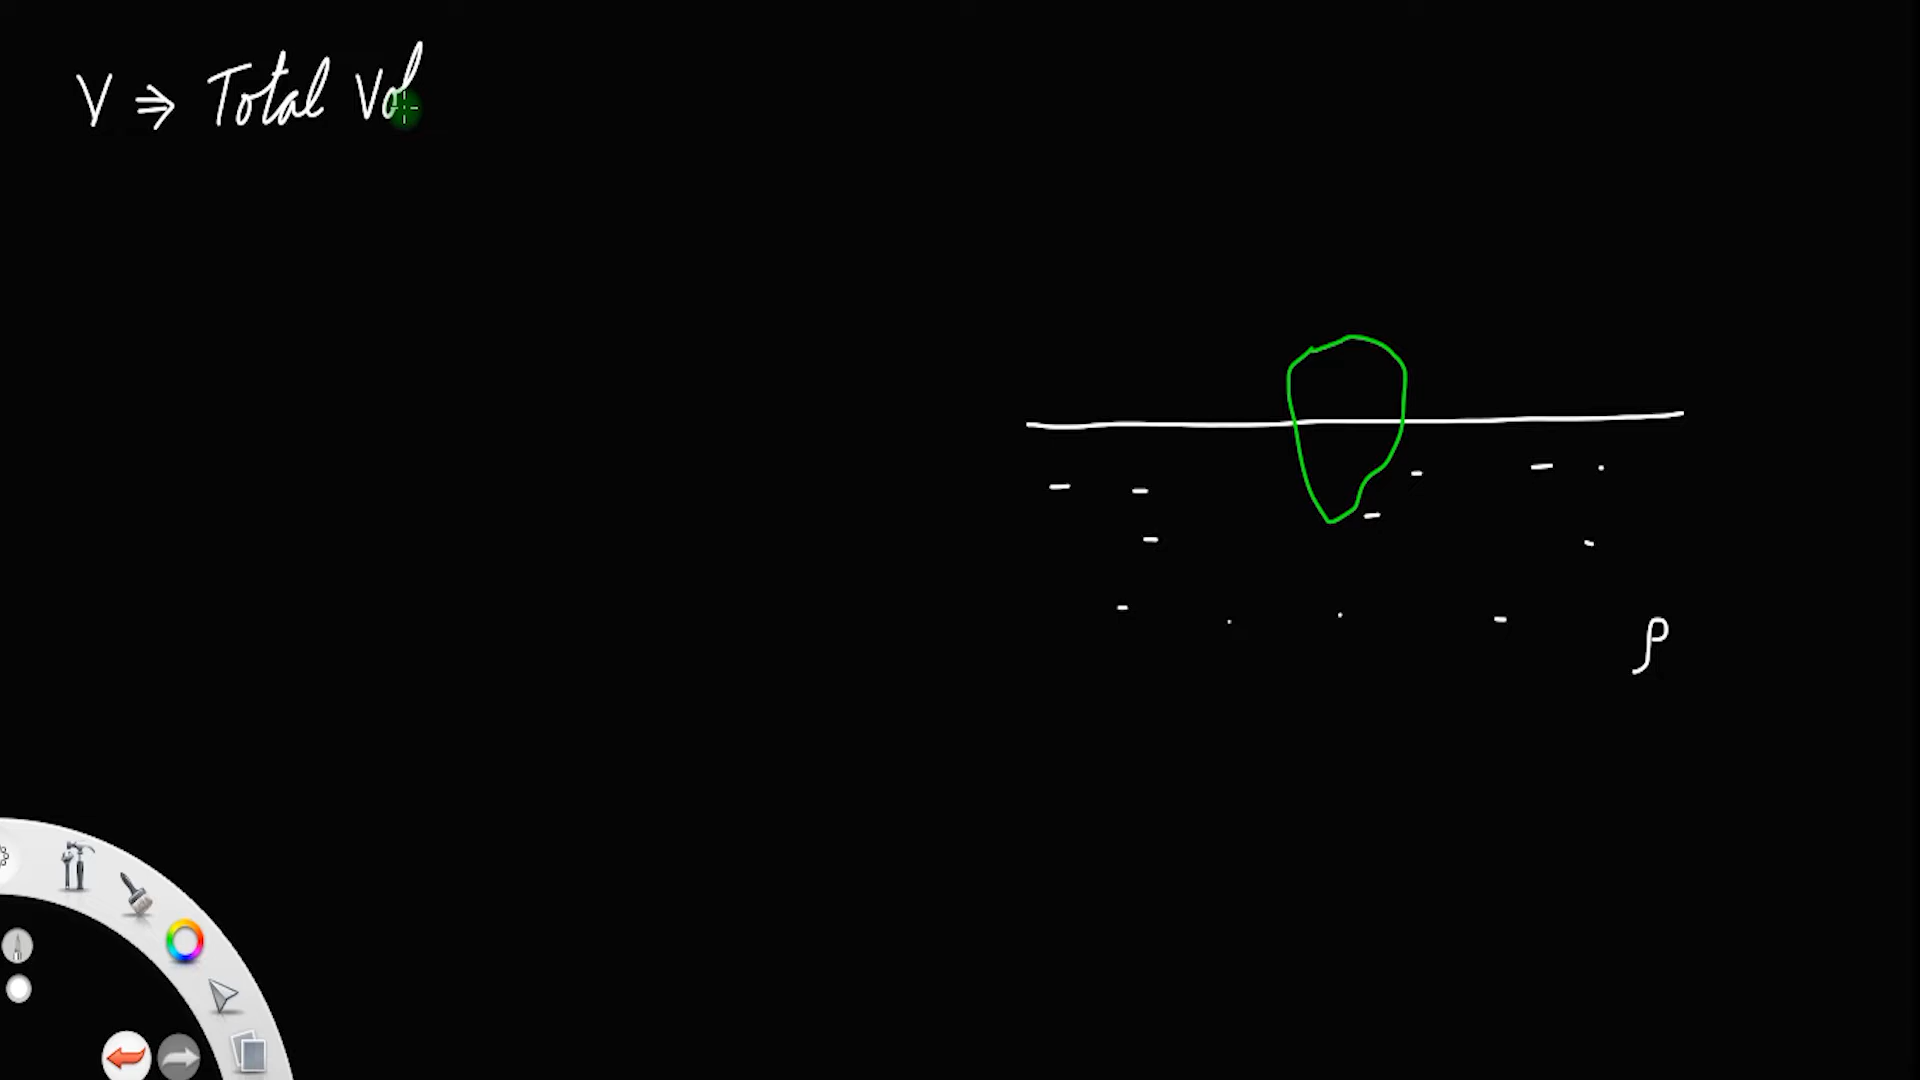 V ⇒ Total Vol
ρ